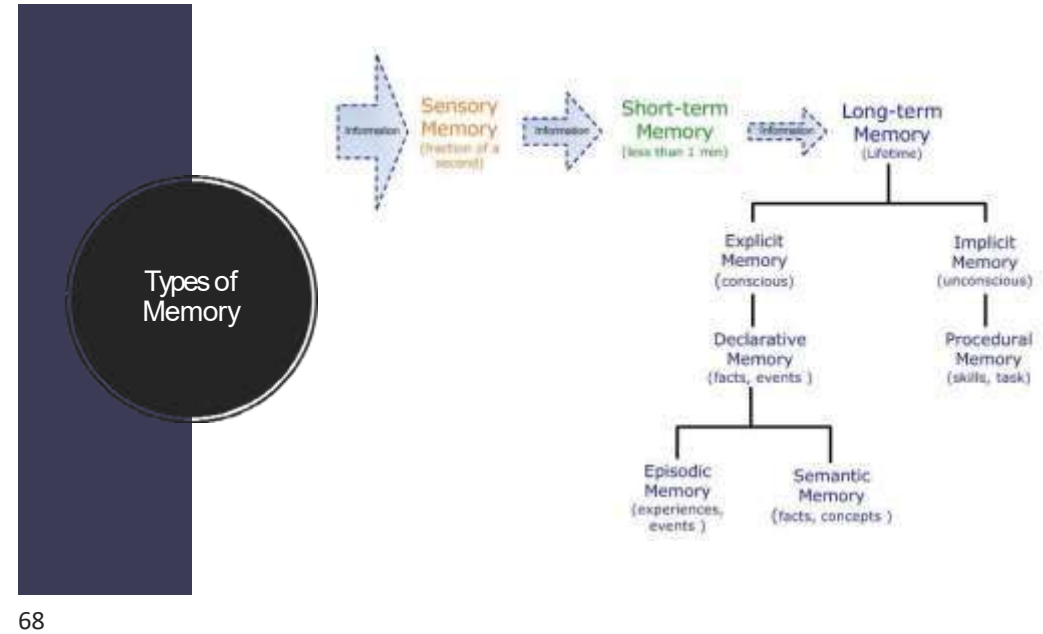 Types of
Memory
Information
Sensory
Memory
(fraction of a
second)
Information
Short-term
Memory
(less than 1 min)
Information
Long-term
Memory
(Lifetime)
Explicit
Memory
(conscious)
Implicit
Memory
(unconscious)
Declarative
Memory
(facts, events )
Procedural
Memory
(skills, task)
Episodic
Memory
(experiences,
events )
Semantic
Memory
(facts, concepts )
68